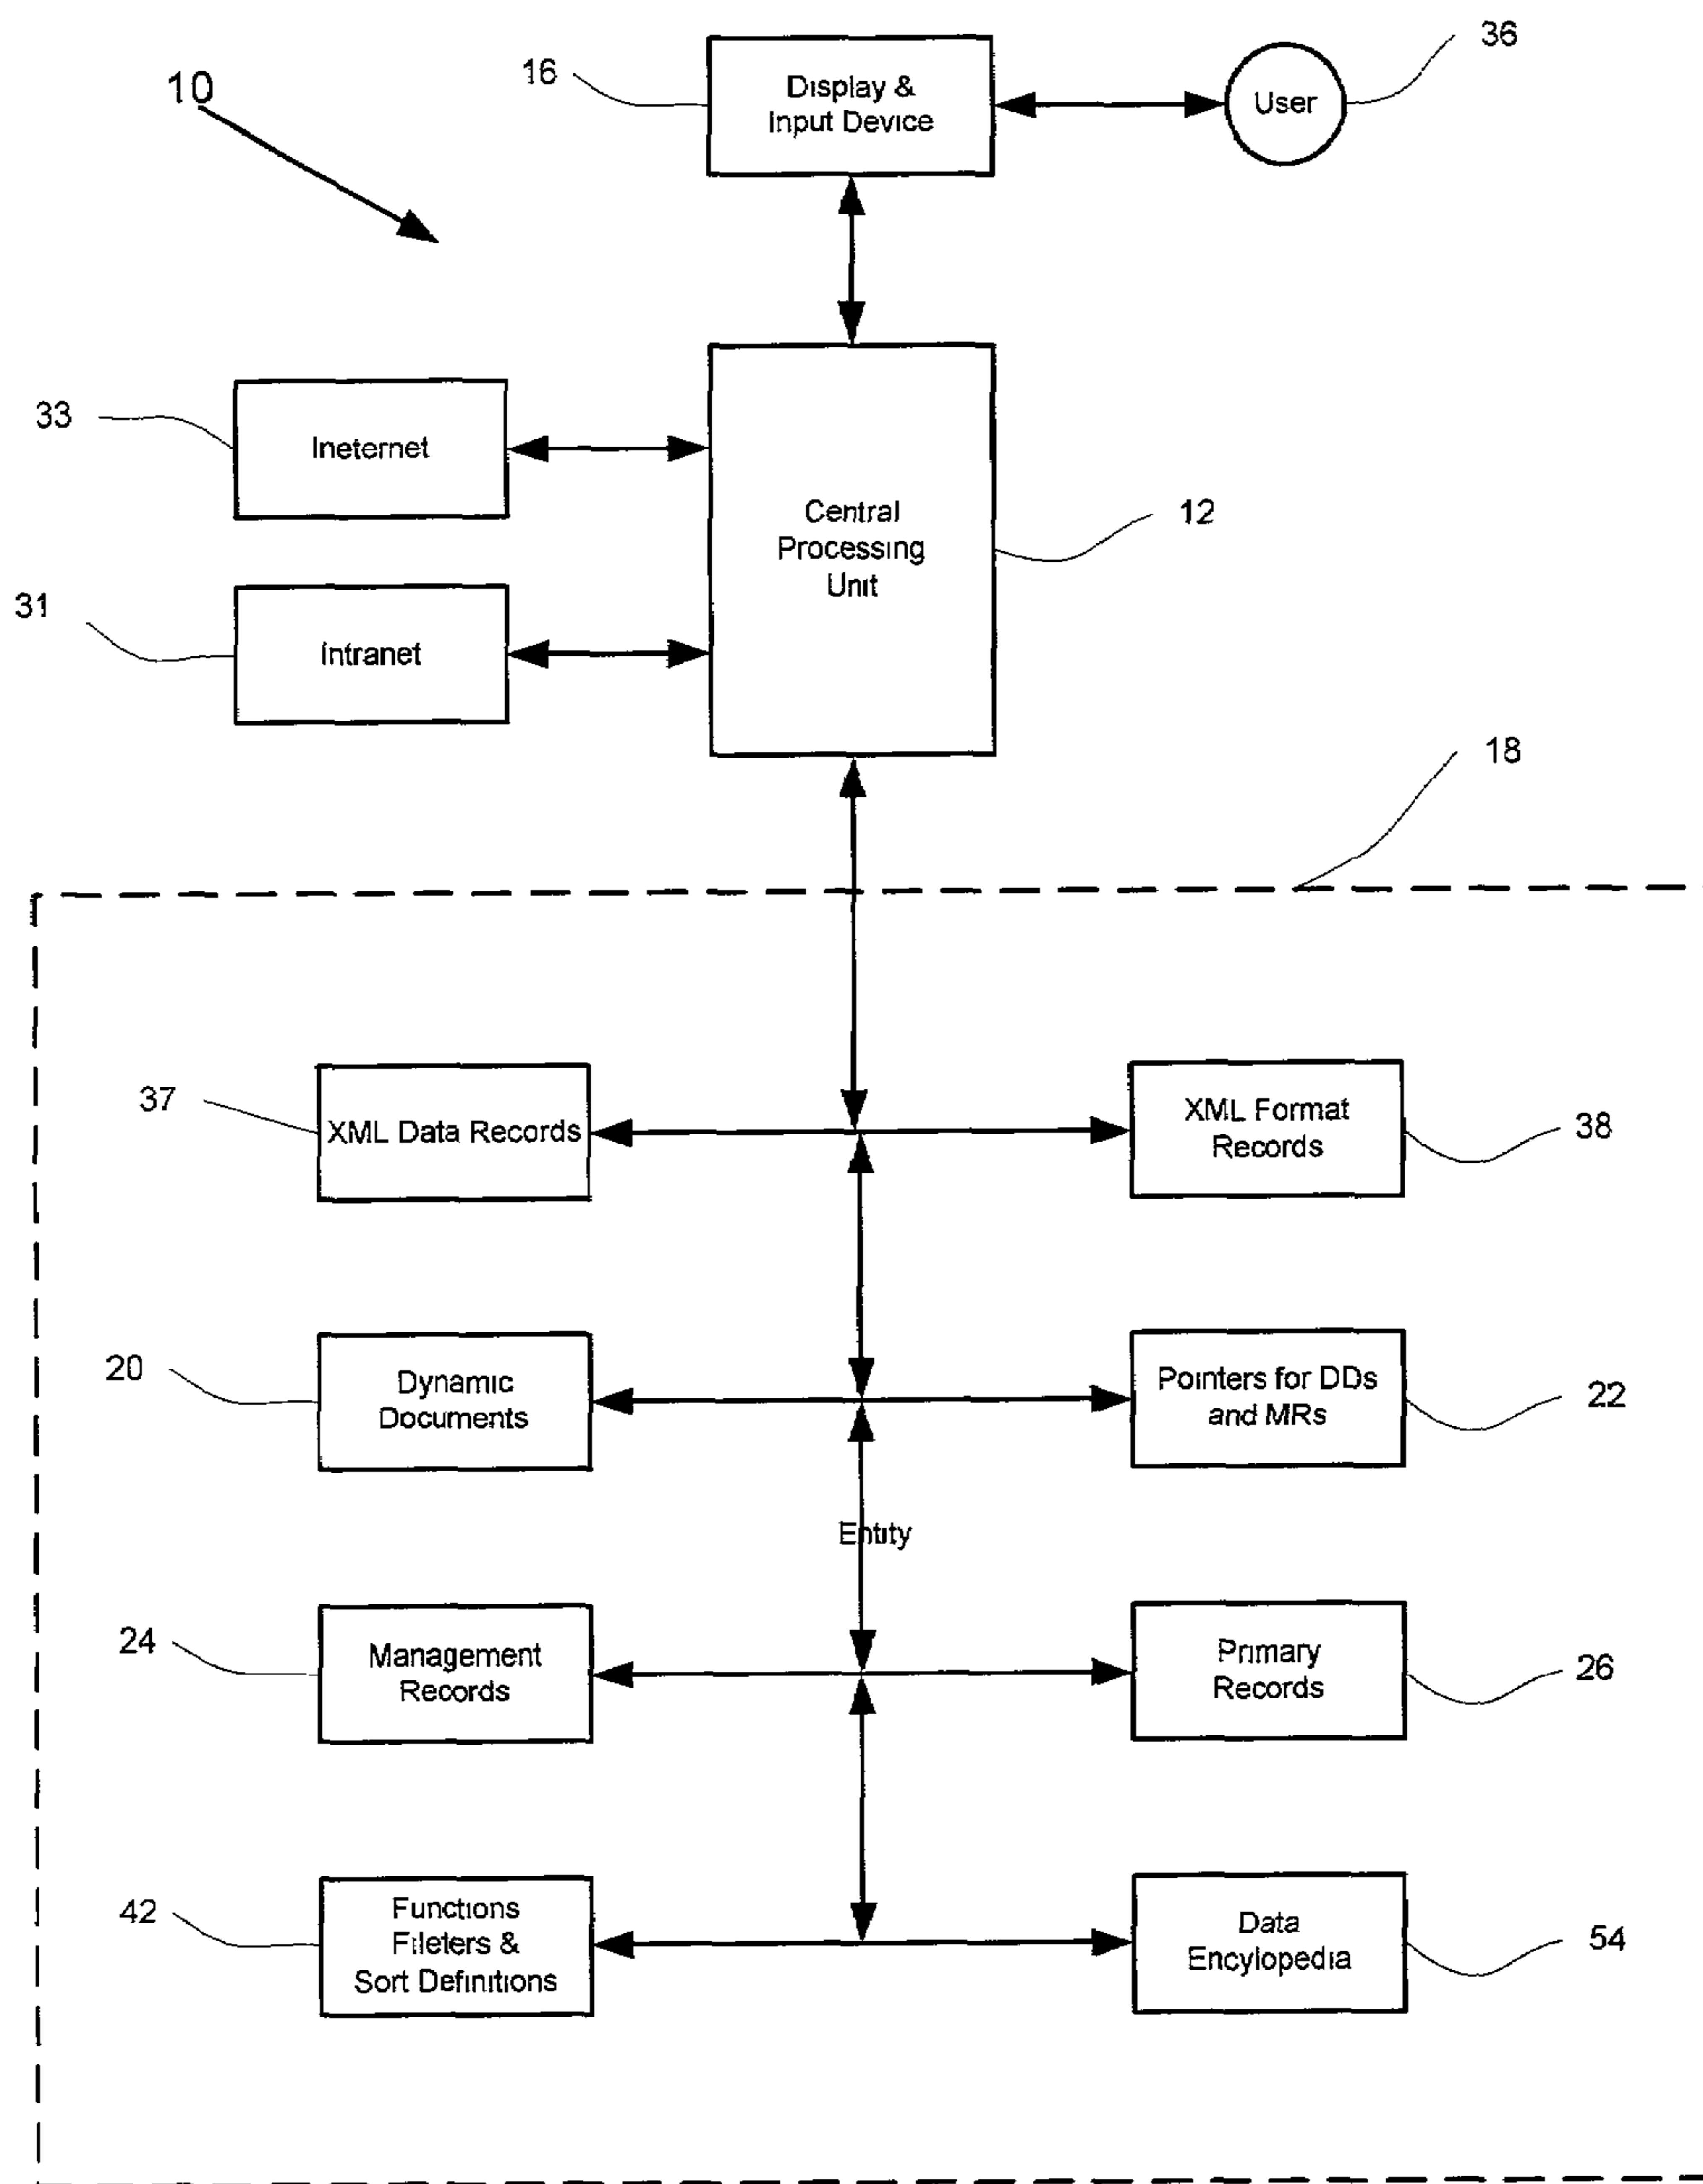 10
16
Display &
Input Device
User
36
33
Ineternet
Central
Processing
Unit
12
31
Intranet
18
37
XML Data Records
XML Format
Records
38
20
Dynamic
Documents
Pointers for DDs
and MRs
22
Entity
24
Management
Records
Primary
Records
26
42
Functions
Fileters &
Sort Definitions
Data
Encylopedia
54